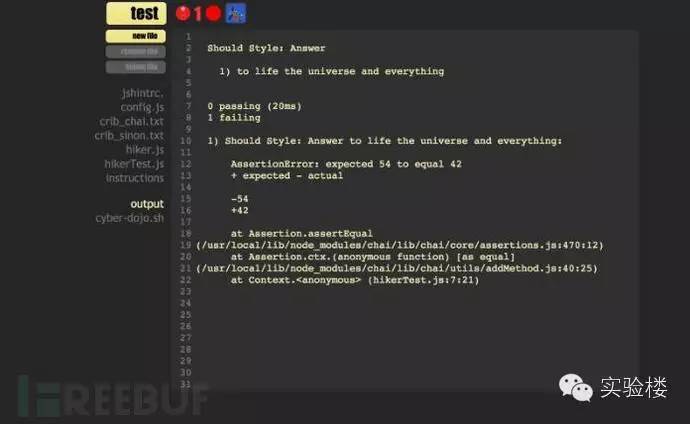 test
1
new file
jshintrc.
config.js
crib_chai.txt
crib_sinon.txt
hiker.js
hikerTest.js
instructions
output
cyber-dojo.sh
1
2 Should Style: Answer
3
4 1) to life the universe and everything
5
6
7 0 passing (20ms)
8 1 failing
9
10 1) Should Style: Answer to life the universe and everything:
11
12 AssertionError: expected 54 to equal 42
13 + expected - actual
14
15 -54
16 +42
17
18 at Assertion.assertEqual
19 (/usr/local/lib/node_modules/chai/lib/chai/core/assertions.js:470:12)
20 at Assertion.ctx.(anonymous function) [as equal]
21 (/usr/local/lib/node_modules/chai/lib/chai/utils/addMethod.js:40:25)
22 at Context.<anonymous> (hikerTest.js:7:21)
23
24
25
26
27
28
29
30
31
FREEBUF
实验楼